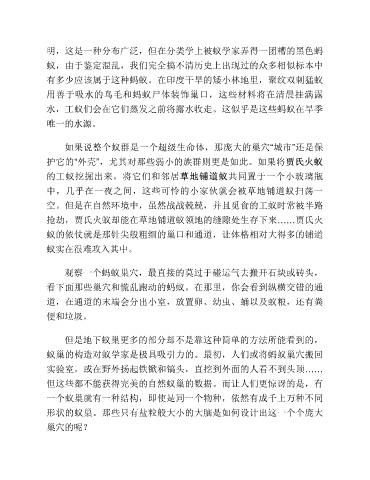 明，这是一种分布广泛，但在分类学上被蚁学家弄得一团糟的黑色蚂
蚁，由于鉴定混乱，我们完全搞不清历史上出现过的众多相似标本中
有多少应该属于这种蚂蚁。在印度干旱的矮小林地里，聚纹双刺猛蚁
用善于吸水的鸟毛和蚂蚁尸体装饰巢口，这些材料将在清晨挂满露
水，工蚁们会在它们蒸发之前将露水收走。这似乎是这些蚂蚁在旱季
唯一的水源。
如果说整个蚁群是一个超级生命体，那庞大的巢穴“城市”还是保
护它的“外壳”，尤其对那些弱小的族群则更是如此。如果将贾氏火蚁
的工蚁挖掘出来，将它们和邻居草地铺道蚁共同置于一个小玻璃瓶
中，几乎在一夜之间，这些可怜的小家伙就会被草地铺道蚁扫荡一
空。但是在自然环境中，虽然战战兢兢，并且觅食的工蚁时常被半路
抢劫，贾氏火蚁却能在草地铺道蚁领地的缝隙处生存下来……贾氏火
蚁的依仗就是那针尖般粗细的巢口和通道，让体格相对大得多的铺道
蚁实在很难攻入其中。
观察一个蚂蚁巢穴，最直接的莫过于碰运气去搬开石块或砖头，
看下面那些巢穴和慌乱跑动的蚂蚁。在那里，你会看到纵横交错的通
道，在通道的末端会分出小室，放置卵、幼虫、蛹以及蚁粮，还有粪
便和垃圾。
但是地下蚁巢更多的部分却不是靠这种简单的方法所能看到的，
蚁巢的构造对蚁学家是极具吸引力的。最初，人们或将蚂蚁巢穴搬回
实验室，或在野外扬起铁锨和镐头，直挖到外面的人看不到头顶……
但这些都不能获得完美的自然蚁巢的数据。而让人们更惊讶的是，有
一个蚁巢就有一种结构，即使是同一个物种，依然有成千上万种不同
形状的蚁巢。那些只有盐粒般大小的大脑是如何设计出这一个个庞大
巢穴的呢？